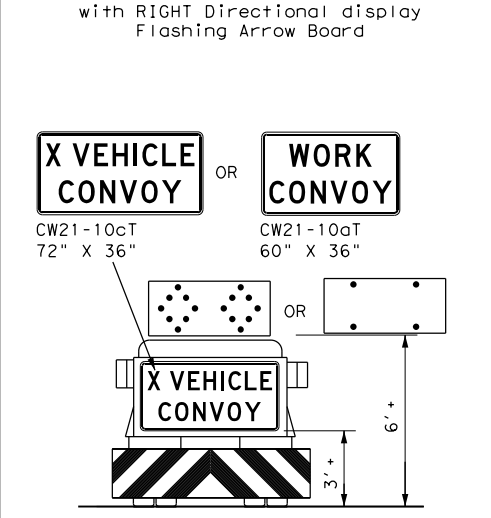 with RIGHT Directional display
Flashing Arrow Board
X VEHICLE
CONVOY
OR
WORK
CONVOY
CW21-10cT
72" X 36"
CW21-10aT
60" X 36"
OR
X VEHICLE
CONVOY
6' +
3' +